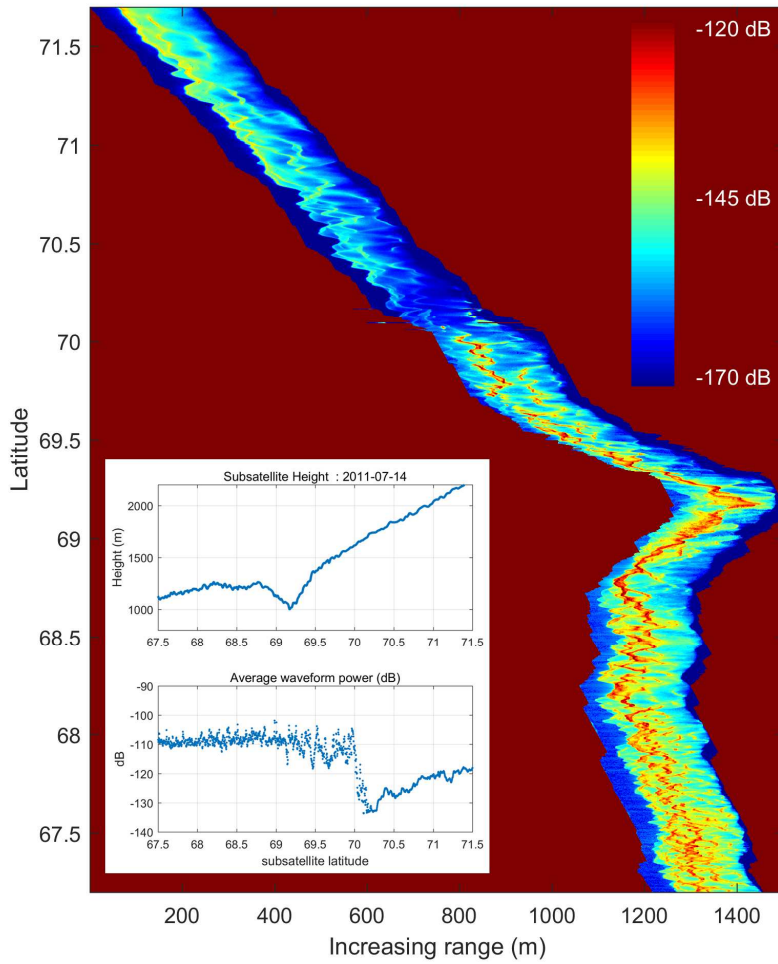 71.5
71
70.5
70
69.5
69
68.5
68
67.5
Latitude
-120 dB
-145 dB
-170 dB
Subsatellite Height : 2011-07-14
2000
1500
1000
Height (m)
67.5 68 68.5 69 69.5 70 70.5 71 71.5
Average waveform power (dB)
-90
-100
-110
-120
-130
-140
dB
67.5 68 68.5 69 69.5 70 70.5 71 71.5
subsatellite latitude
200 400 600 800 1000 1200 1400
Increasing range (m)